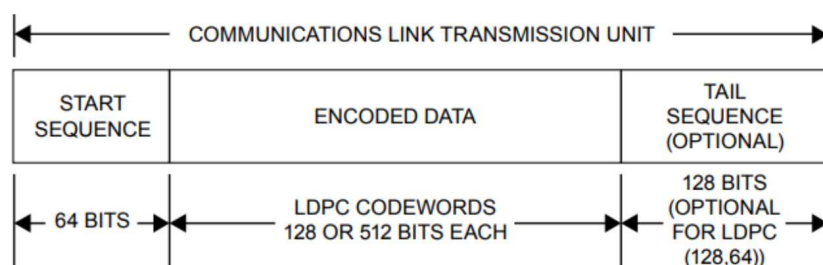 COMMUNICATIONS LINK TRANSMISSION UNIT
START
SEQUENCE
ENCODED DATA
TAIL
SEQUENCE
(OPTIONAL)
64 BITS
LDPC CODEWORDS
128 OR 512 BITS EACH
128 BITS
(OPTIONAL
FOR LDPC
(128,64))